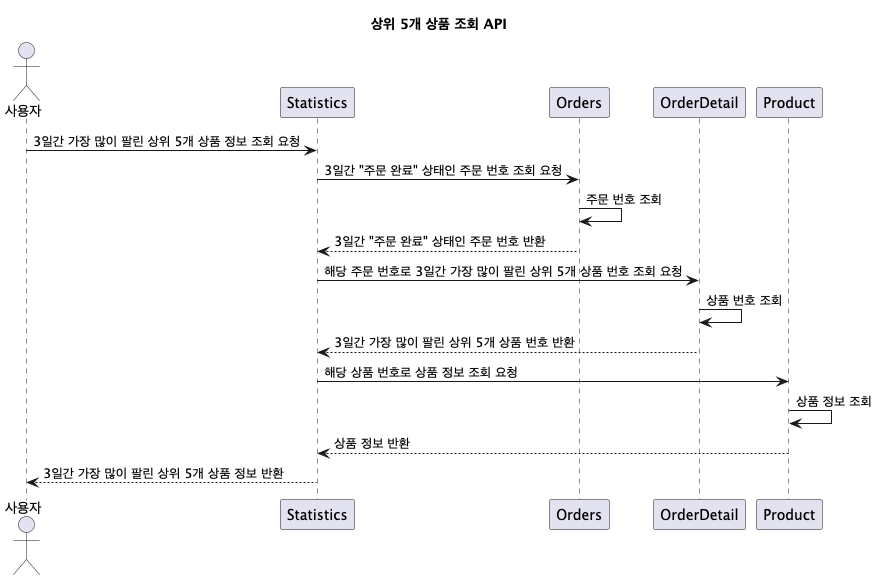 상위 5개 상품 조회 API
사용자
Statistics
Orders
OrderDetail
Product
3일간 가장 많이 팔린 상위 5개 상품 정보 조회 요청
3일간 "주문 완료" 상태인 주문 번호 조회 요청
주문 번호 조회
3일간 "주문 완료" 상태인 주문 번호 반환
해당 주문 번호로 3일간 가장 많이 팔린 상위 5개 상품 번호 조회 요청
상품 번호 조회
3일간 가장 많이 팔린 상위 5개 상품 번호 반환
해당 상품 번호로 상품 정보 조회 요청
상품 정보 조회
상품 정보 반환
3일간 가장 많이 팔린 상위 5개 상품 정보 반환
사용자
Statistics
Orders
OrderDetail
Product